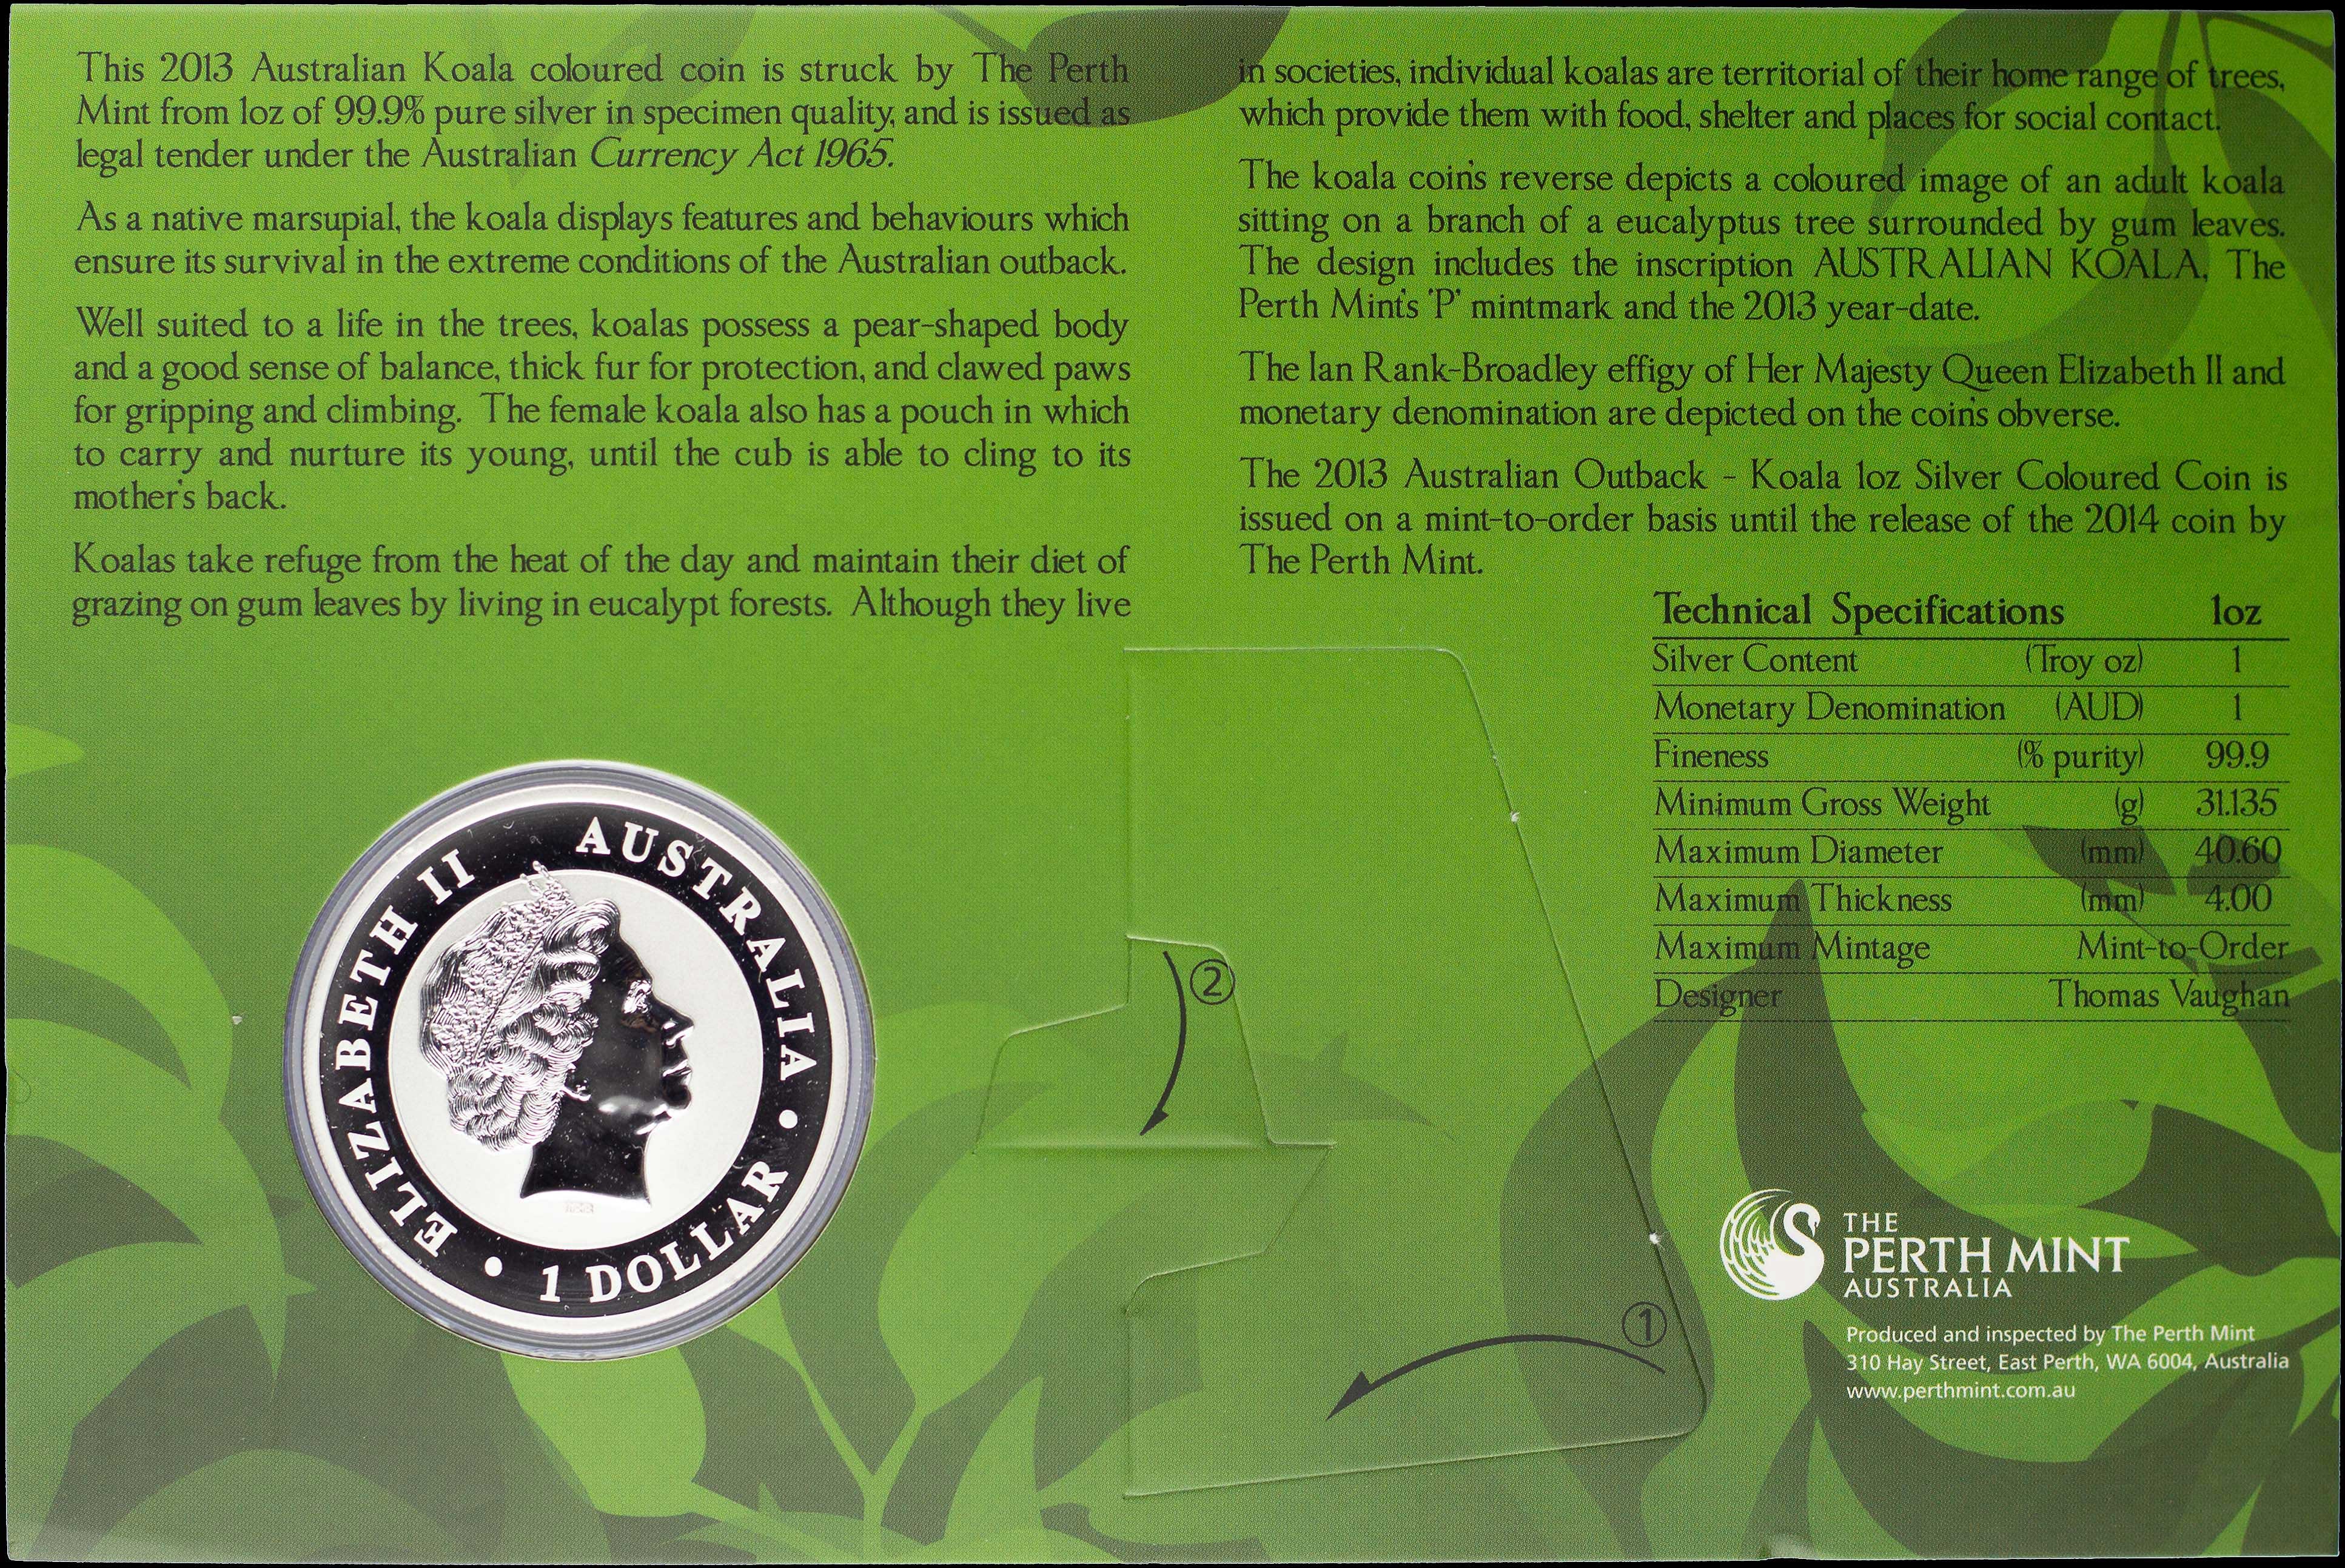 This 2013 Australian Koala coloured coin is struck by The Perth
Mint from 1oz of 99.9% pure silver in specimen quality, and is issued as
legal tender under the Australian Currency Act 1965.
As a native marsupial, the koala displays features and behaviours which
ensure its survival in the extreme conditions of the Australian outback.
Well suited to a life in the trees, koalas possess a pear-shaped body
and a good sense of balance, thick fur for protection, and clawed paws
for gripping and climbing. The female koala also has a pouch in which
to carry and nurture its young, until the cub is able to cling to its
mother's back.
Koalas take refuge from the heat of the day and maintain their diet of
grazing on gum leaves by living in eucalypt forests. Although they live
in societies, individual koalas are territorial of their home range of trees,
which provide them with food, shelter and places for social contact.
The koala coin's reverse depicts a coloured image of an adult koala
sitting on a branch of a eucalyptus tree surrounded by gum leaves.
The design includes the inscription AUSTRALIAN KOALA, The
Perth Mint's 'P' mintmark and the 2013 year-date.
The Ian Rank-Broadley effigy of Her Majesty Queen Elizabeth II and
monetary denomination are depicted on the coin's obverse.
The 2013 Australian Outback - Koala 1oz Silver Coloured Coin is
issued on a mint-to-order basis until the release of the 2014 coin by
The Perth Mint.
Technical Specifications 1oz
Silver Content (Troy oz) 1
Monetary Denomination (AUD) 1
Fineness (% purity) 99.9
Minimum Gross Weight (g) 31.135
Maximum Diameter (mm) 40.60
Maximum Thickness (mm) 4.00
Maximum Mintage Mint-to-Order
Designer Thomas Vaughan
ELIZABETH II AUSTRALIA • 1 DOLLAR •
②
①
THE
PERTH MINT
AUSTRALIA
Produced and inspected by The Perth Mint
310 Hay Street, East Perth, WA 6004, Australia
www.perthmint.com.au